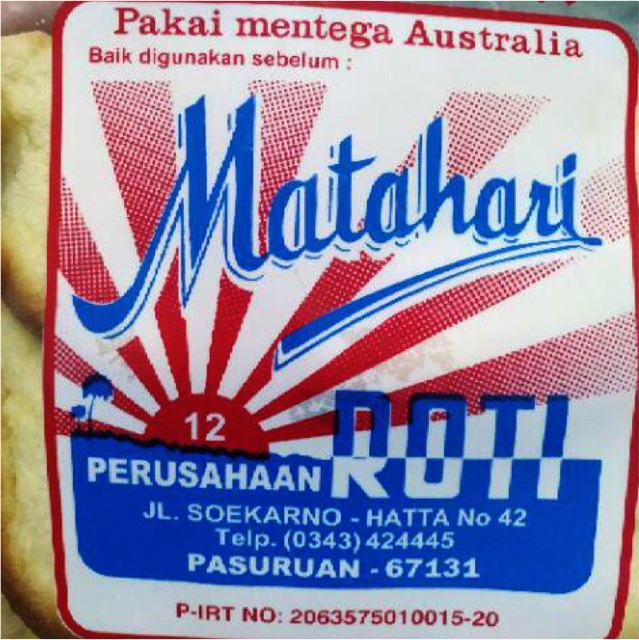 Pakai mentega Australia
Baik digunakan sebelum :
Matahari
12
PERUSAHAAN ROTI
JL. SOEKARNO - HATTA No 42
Telp. (0343) 424445
PASURUAN - 67131
P-IRT NO: 2063575010015-20